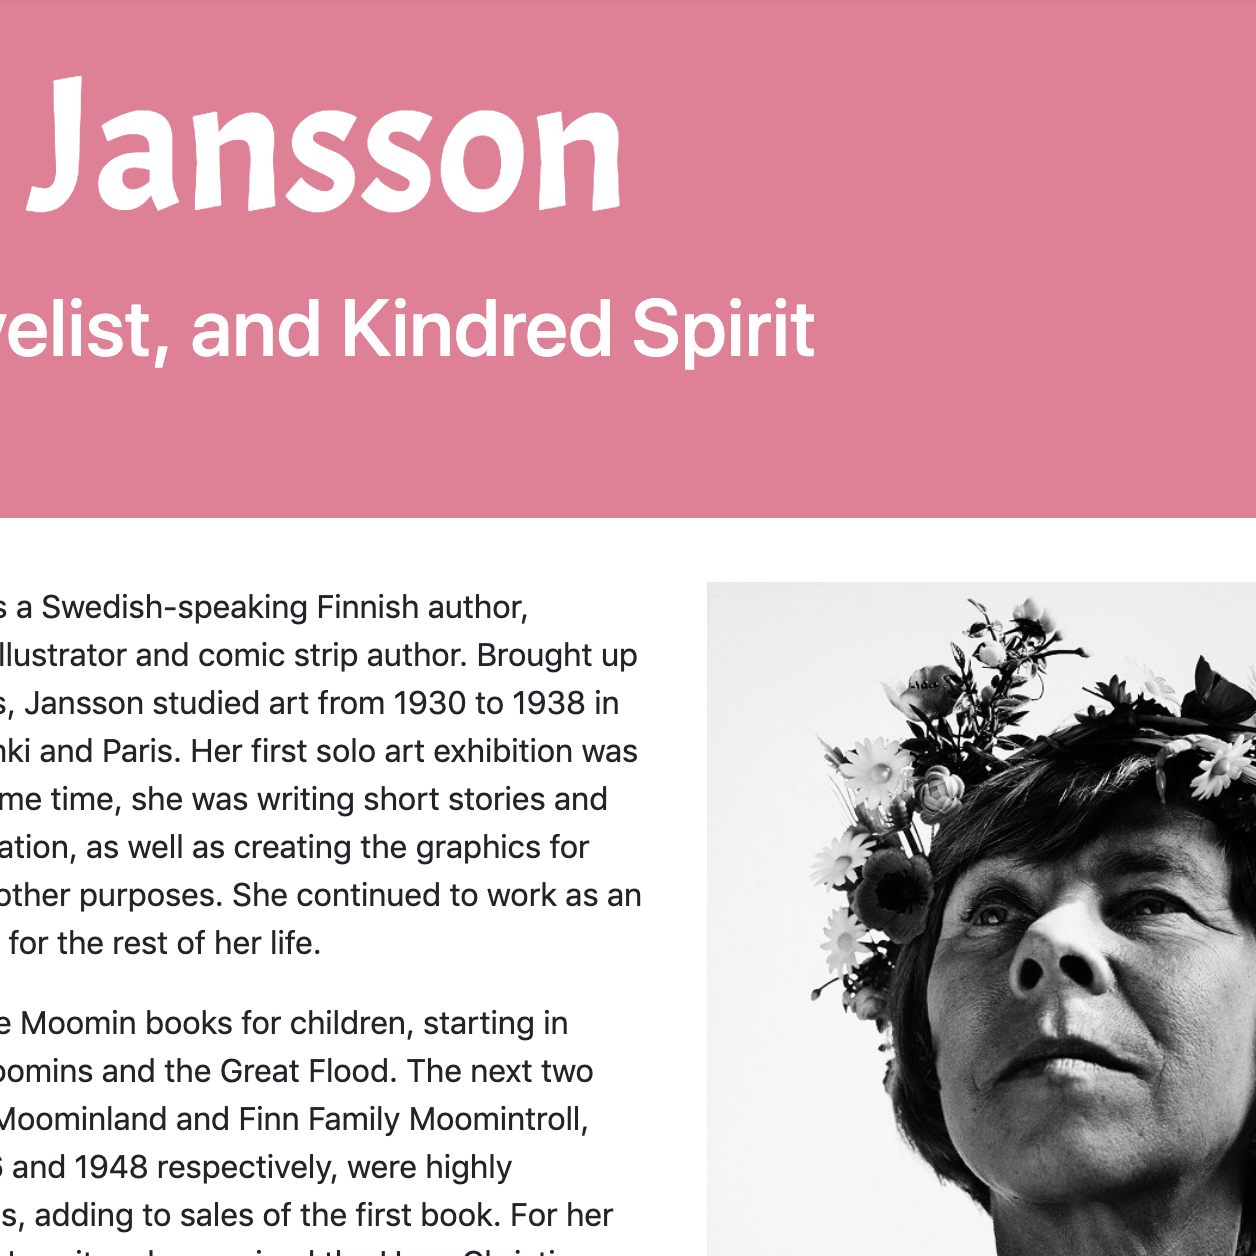 Jansson
velist, and Kindred Spirit
s a Swedish-speaking Finnish author,
llustrator and comic strip author. Brought up
s, Jansson studied art from 1930 to 1938 in
nki and Paris. Her first solo art exhibition was
me time, she was writing short stories and
ation, as well as creating the graphics for
other purposes. She continued to work as an
for the rest of her life.
e Moomin books for children, starting in
oomins and the Great Flood. The next two
Moominland and Finn Family Moomintroll,
6 and 1948 respectively, were highly
s, adding to sales of the first book. For her